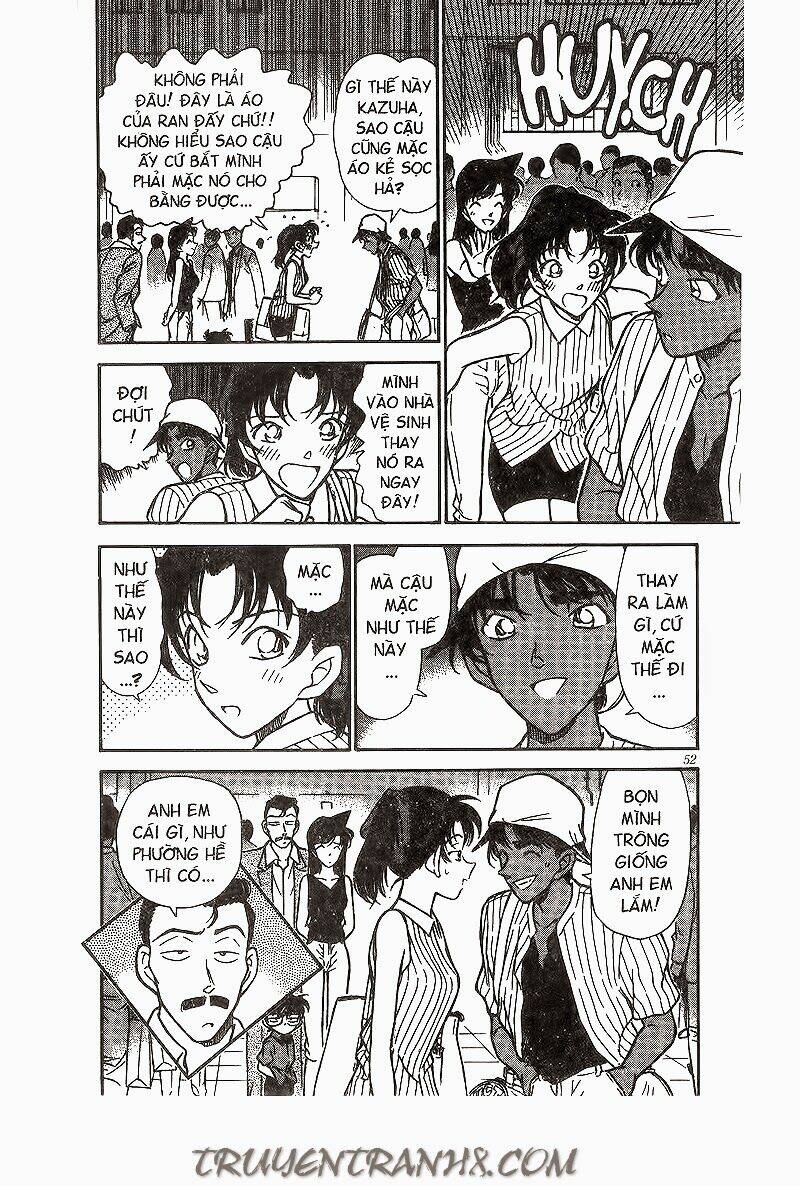 HUỴCH
GÌ THẾ NÀY
KAZUHA,
SAO CẬU
CŨNG MẶC
ÁO KẺ SỌC
HẢ?
KHÔNG PHẢI
ĐÂU! ĐÂY LÀ ÁO
CỦA RAN ĐẤY CHỨ!!
KHÔNG HIỂU SAO CẬU
ẤY CỨ BẮT MÌNH
PHẢI MẶC NÓ CHO
BẰNG ĐƯỢC...
MÌNH
VÀO NHÀ
VỆ SINH
THAY
NÓ RA
NGAY
ĐÂY!
ĐỢI
CHÚT
!
THAY
RA LÀM
GÌ, CỨ
MẶC
THẾ ĐI
...
MÀ CẬU
MẶC
NHƯ THẾ
NÀY
...
MẶC
...
NHƯ
THẾ
NÀY
THÌ
SAO
...?
52
BỌN
MÌNH
TRÔNG
GIỐNG
ANH EM
LẮM!
ANH EM
CÁI GÌ, NHƯ
PHƯỜNG HỀ
THÌ CÓ...
TRUYENTRANH8.COM